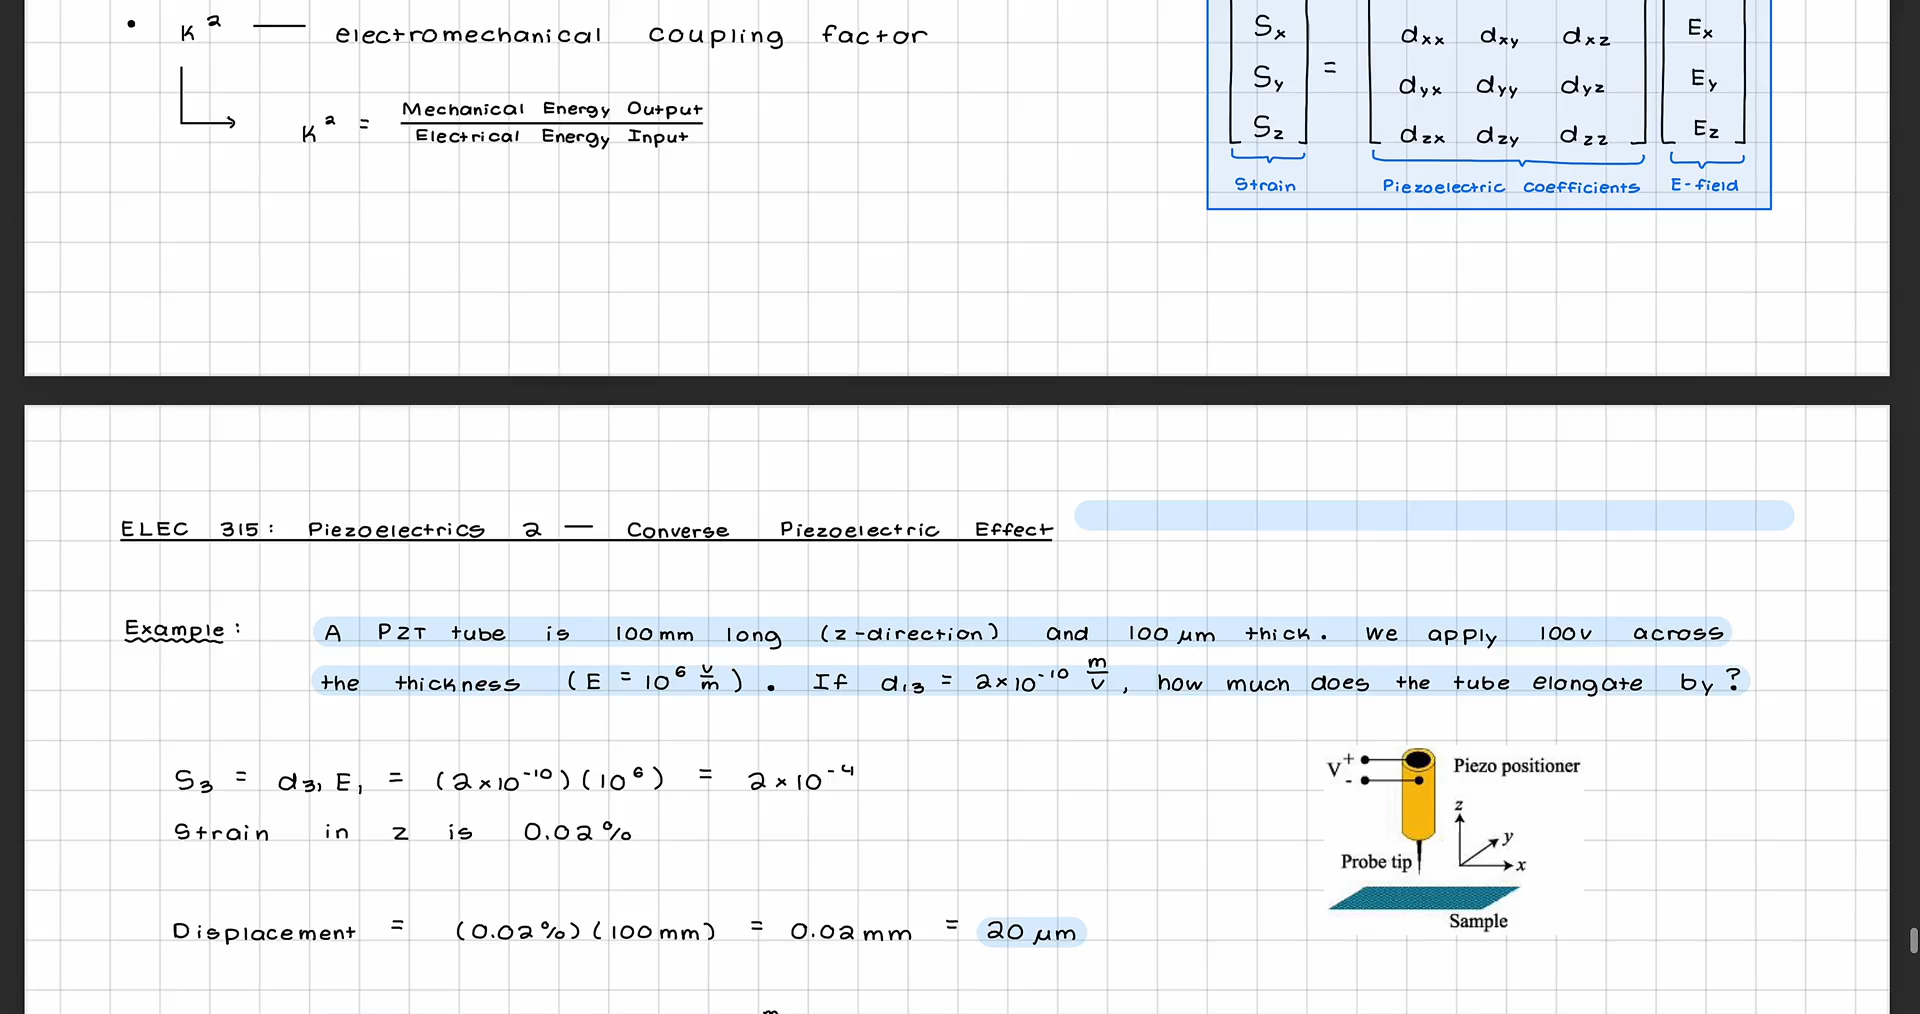 • K² — electromechanical coupling factor
K² = Mechanical Energy Output / Electrical Energy Input
Sx = dxx dxy dxz Ex
Sy dyx dyy dyz Ey
Sz dzx dzy dzz Ez
Strain Piezoelectric Coefficients E-field
ELEC 315: Piezoelectrics 2 — Converse Piezoelectric Effect
Example: A PZT tube is 100mm long (z-direction) and 100 μm thick. We apply 100V across
the thickness (E = 10⁶ V/m). If d₁₃ = 2×10⁻¹⁰ m/V, how much does the tube elongate by?
S₃ = d₃₁ E₁ = (2×10⁻¹⁰)(10⁶) = 2×10⁻⁴
Strain in z is 0.02%
Displacement = (0.02%)(100mm) = 0.02mm = 20 μm
V + - Piezo positioner
z
y
x
Probe tip
Sample
m